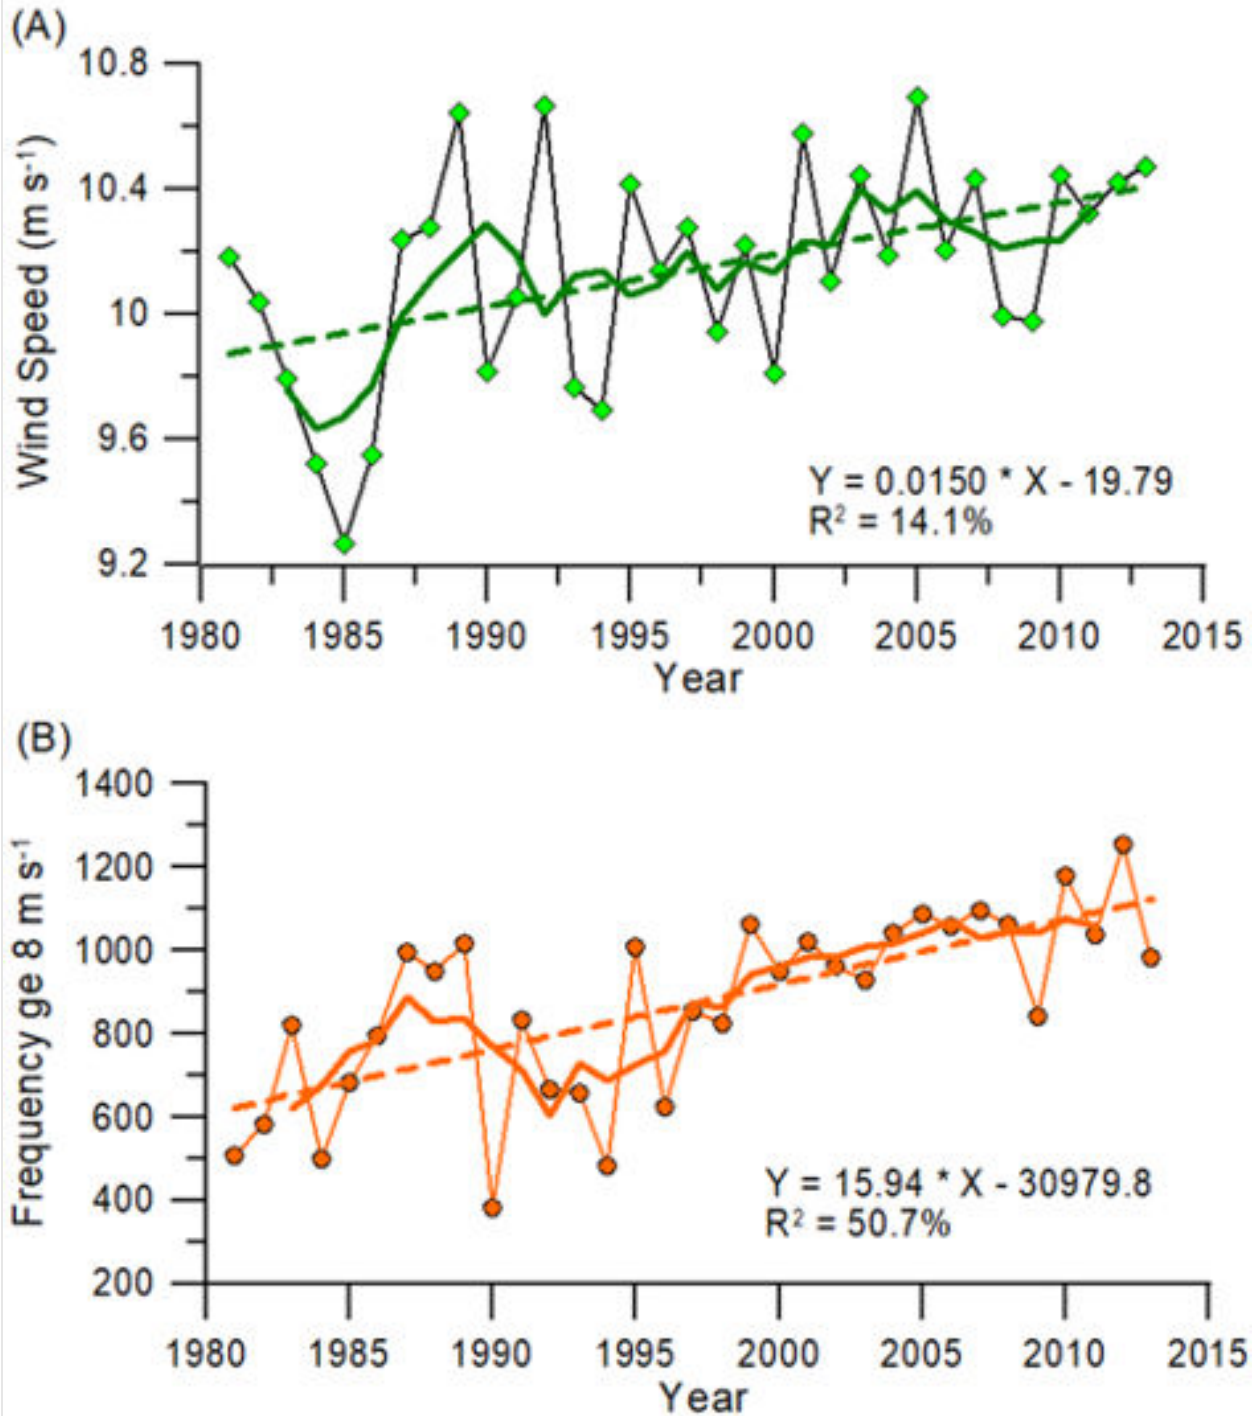 (A)
10.8
10.4
10
9.6
9.2
Wind Speed (m s⁻¹)
Y = 0.0150 * X - 19.79
R² = 14.1%
1980 1985 1990 1995 2000 2005 2010 2015
Year
(B)
1400
1200
1000
800
600
400
200
Frequency ge 8 m s⁻¹
Y = 15.94 * X - 30979.8
R² = 50.7%
1980 1985 1990 1995 2000 2005 2010 2015
Year